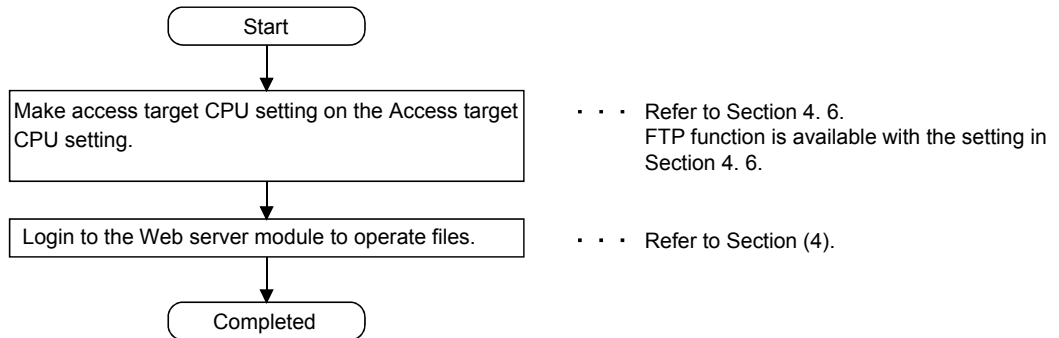 Start
Make access target CPU setting on the Access target
CPU setting.
・・・ Refer to Section 4. 6.
FTP function is available with the setting in
Section 4. 6.
Login to the Web server module to operate files.
・・・ Refer to Section (4).
Completed